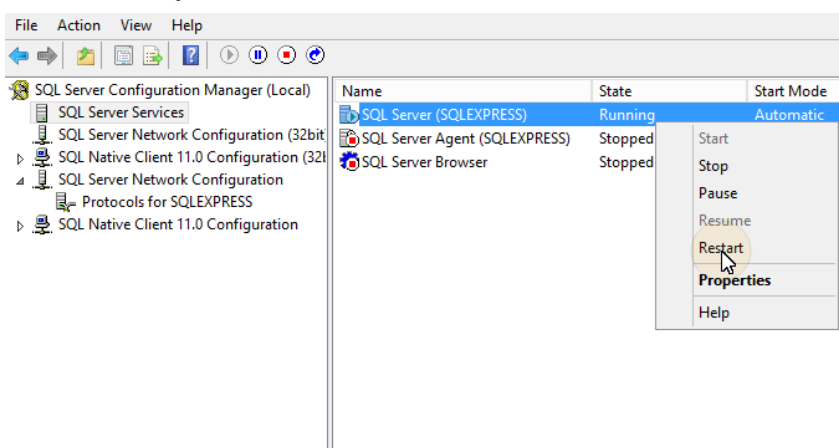 File Action View Help
SQL Server Configuration Manager (Local)
SQL Server Services
SQL Server Network Configuration (32bit
SQL Native Client 11.0 Configuration (32b
SQL Server Network Configuration
Protocols for SQLEXPRESS
SQL Native Client 11.0 Configuration
Name State Start Mode
SQL Server (SQLEXPRESS) Running Automatic
SQL Server Agent (SQLEXPRESS) Stopped
SQL Server Browser Stopped
Start
Stop
Pause
Resume
Restart
Properties
Help